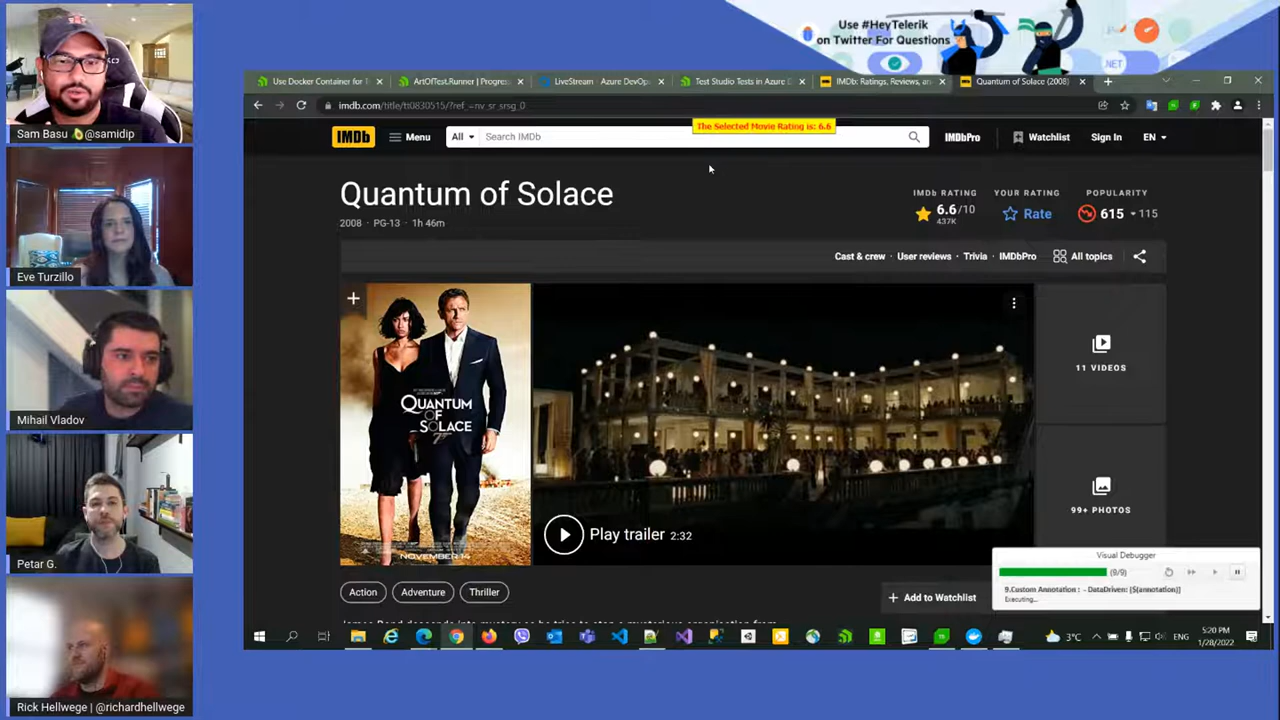 Use #HeyTelerik
on Twitter For Questions
.NET
Sam Basu 🥑@samidip
Eve Turzillo
Mihail Vladov
Petar G.
Rick Hellwege | @richardhellwege
Use Docker Container for T
ArtOfTest.Runner | Progres
LiveStream - Azure DevOp
Test Studio Tests in Azure D
IMDb: Ratings, Reviews, an
Quantum of Solace (2008)
imdb.com/title/tt0830515/?ref_=nv_sr_srsg_0
The Selected Movie Rating is: 6.6
IMDb
Menu
All
Search IMDb
IMDbPro
Watchlist
Sign In
EN
Quantum of Solace
2008 · PG-13 · 1h 46m
IMDb RATING
6.6/10
437K
YOUR RATING
Rate
POPULARITY
615
115
Cast & crew · User reviews · Trivia · IMDbPro
All topics
QUANTUM
OF
SOLACE
007
NOVEMBER 14
Play trailer 2:32
11 VIDEOS
99+ PHOTOS
Action
Adventure
Thriller
+ Add to Watchlist
Visual Debugger
(9/9)
9.Custom Annotation : - DataDriven: [$(annotation)]
Executing...
3°C
ENG
5:20 PM
1/28/2022